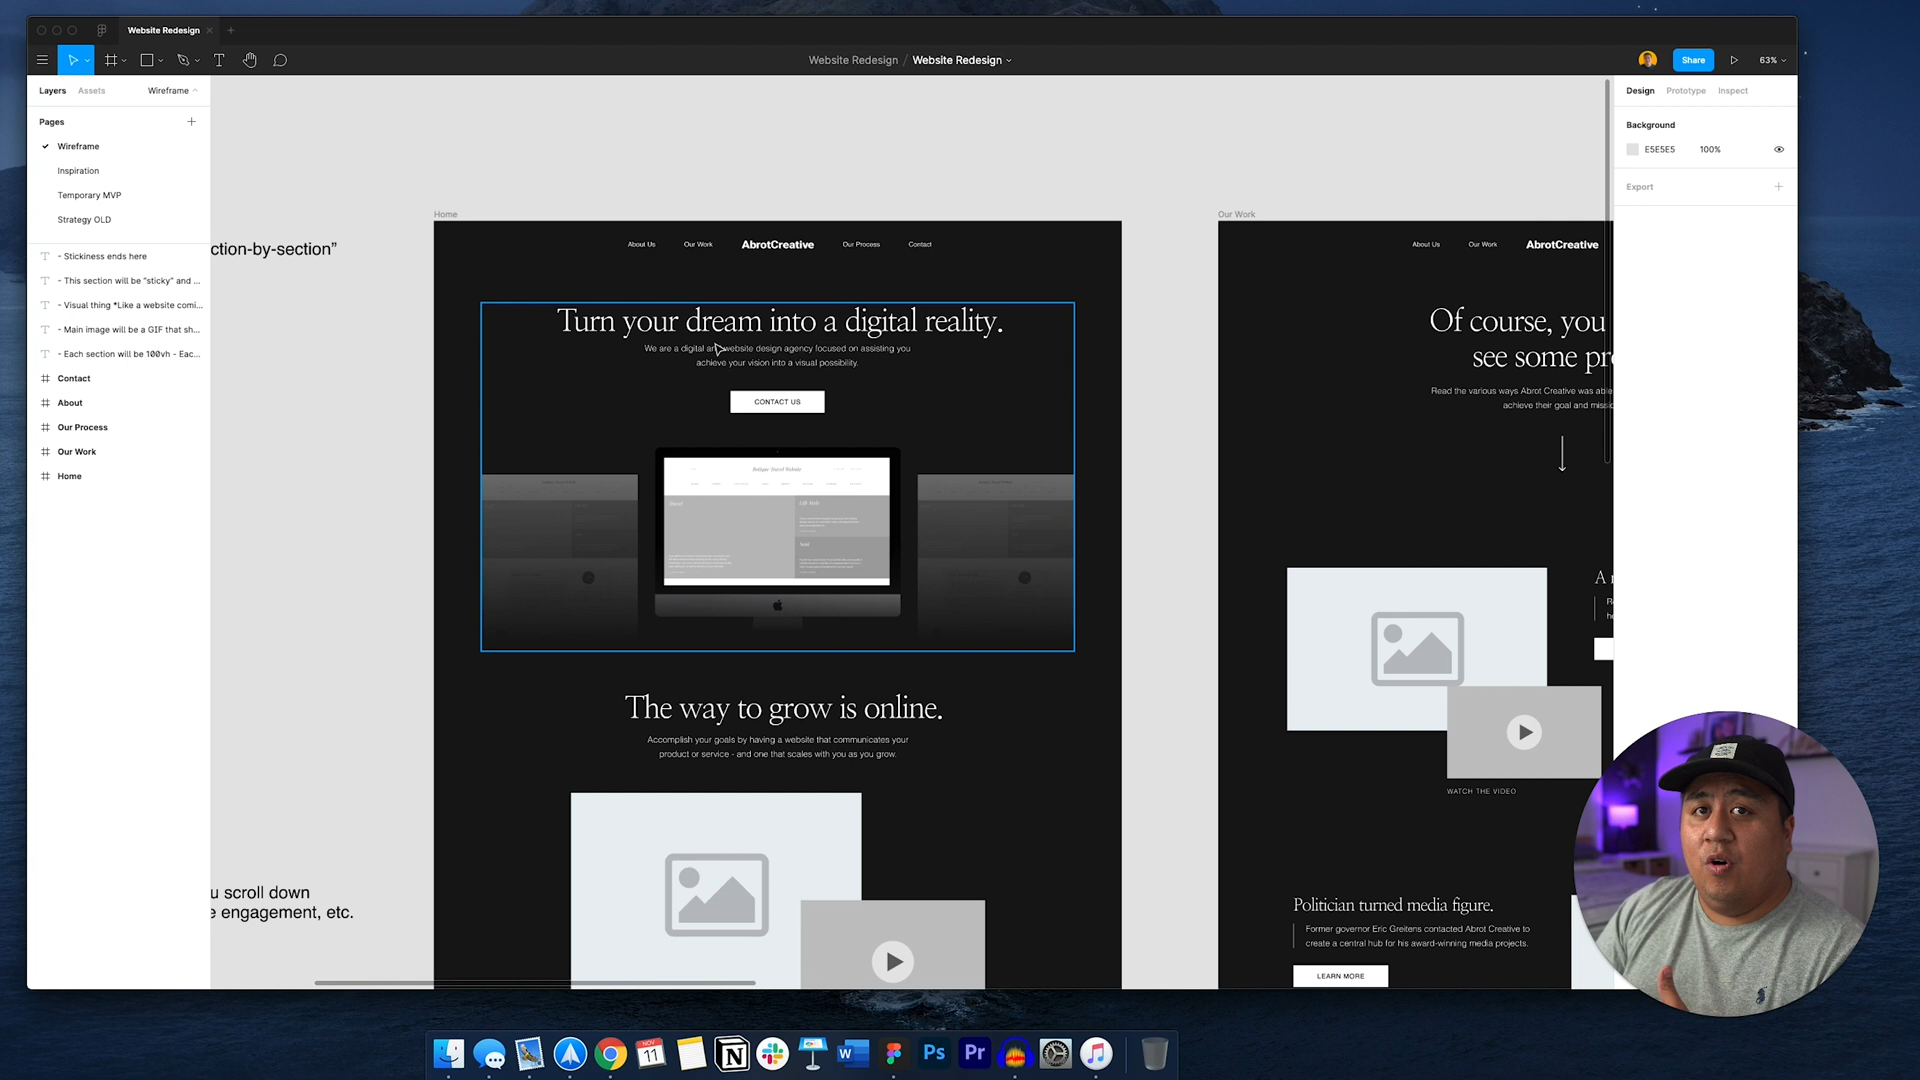 Website Redesign
Website Redesign / Website Redesign
Share
63%
Layers
Assets
Wireframe
Pages
Wireframe
Inspiration
Temporary MVP
Strategy OLD
- Stickiness ends here
- This section will be "sticky" and ...
- Visual thing *Like a website comi...
- Main image will be a GIF that sh...
- Each section will be 100vh - Eac...
Contact
About
Our Process
Our Work
Home
ction-by-section”
u scroll down
e engagement, etc.
Home
About Us
Our Work
AbrotCreative
Our Process
Contact
Turn your dream into a digital reality.
We are a digital and website design agency focused on assisting you
achieve your vision into a visual possibility.
CONTACT US
The way to grow is online.
Accomplish your goals by having a website that communicates your
product or service - and one that scales with you as you grow.
Our Work
About Us
Our Work
AbrotCreative
Of course, you
see some pr
Read the various ways Abrot Creative was able
achieve their goal and missi
A
WATCH THE VIDEO
Politician turned media figure.
Former governor Eric Greitens contacted Abrot Creative to
create a central hub for his award-winning media projects.
LEARN MORE
Design
Prototype
Inspect
Background
E5E5E5
100%
Export
NOV
11
N
W
Ps
Pr